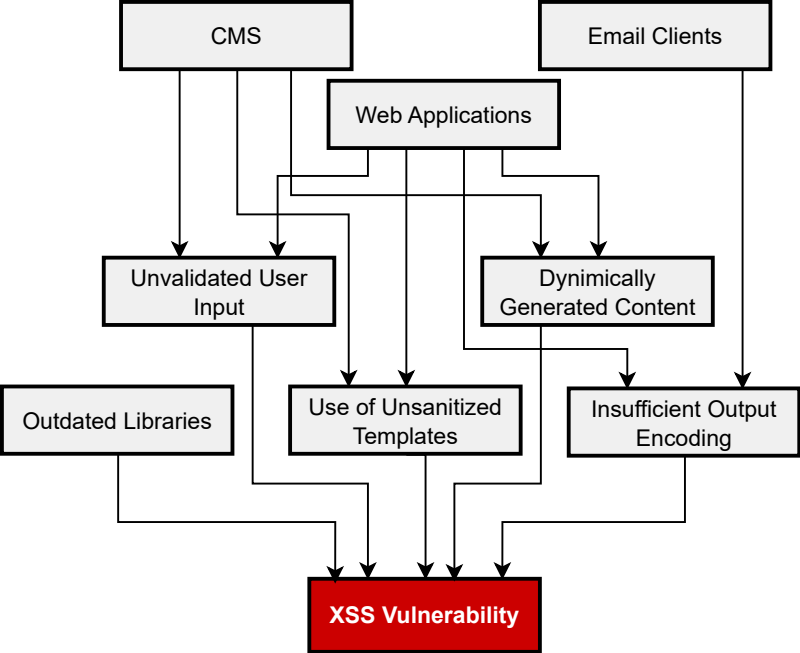 CMS
Email Clients
Web Applications
Unvalidated User
Input
Dynimically
Generated Content
Outdated Libraries
Use of Unsanitized
Templates
Insufficient Output
Encoding
XSS Vulnerability